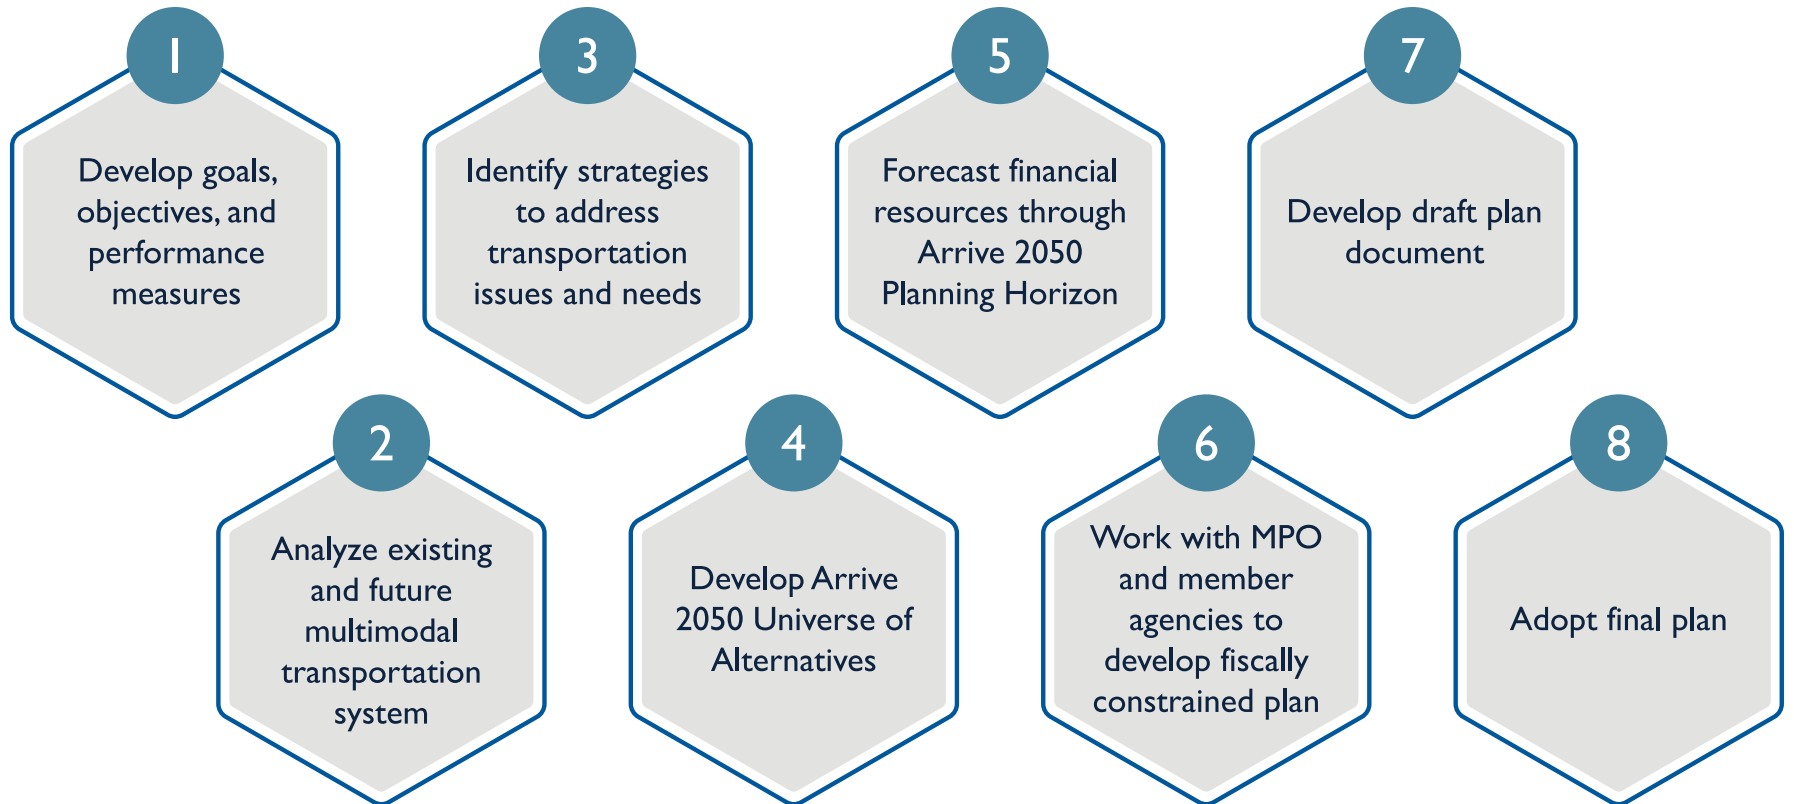 1
Develop goals,
objectives, and
performance
measures
2
Analyze existing
and future
multimodal
transportation
system
3
Identify strategies
to address
transportation
issues and needs
4
Develop Arrive
2050 Universe of
Alternatives
5
Forecast financial
resources through
Arrive 2050
Planning Horizon
6
Work with MPO
and member
agencies to
develop fiscally
constrained plan
7
Develop draft plan
document
8
Adopt final plan